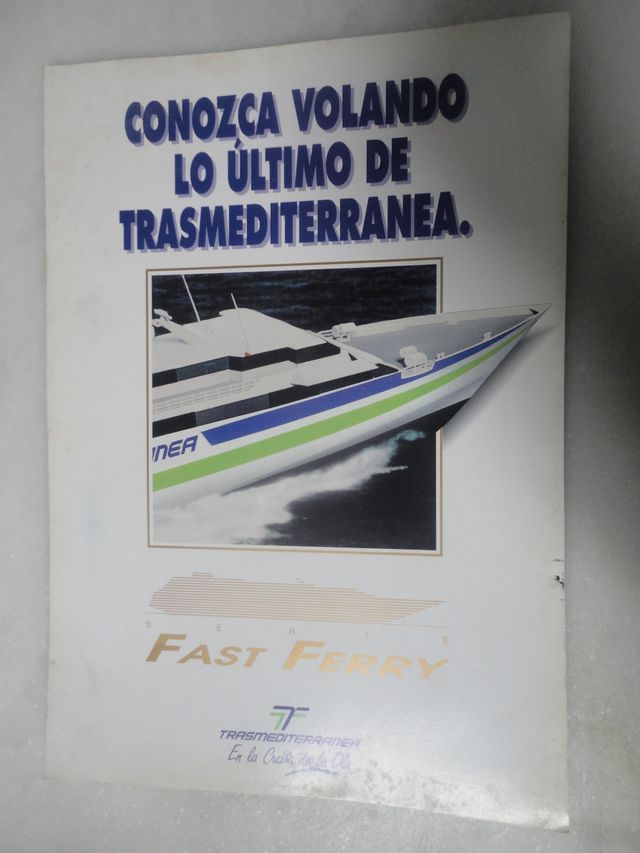 CONOZCA VOLANDO
LO ÚLTIMO DE
TRASMEDITERRANEA.
NEA
SERIE
FAST FERRY
TRASMEDITERRANEA
En la Cresta de la Ola